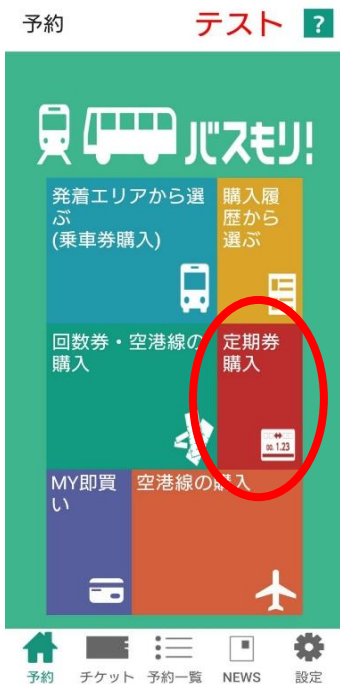 予約
テスト
?
バスもり!
発着エリアから選
ぶ
(乗車券購入)
購入履
歴から
選ぶ
回数券・空港線の
購入
定期券
購入
00. 1.23
MY即買
い
空港線の購入
予約
チケット
予約一覧
NEWS
設定